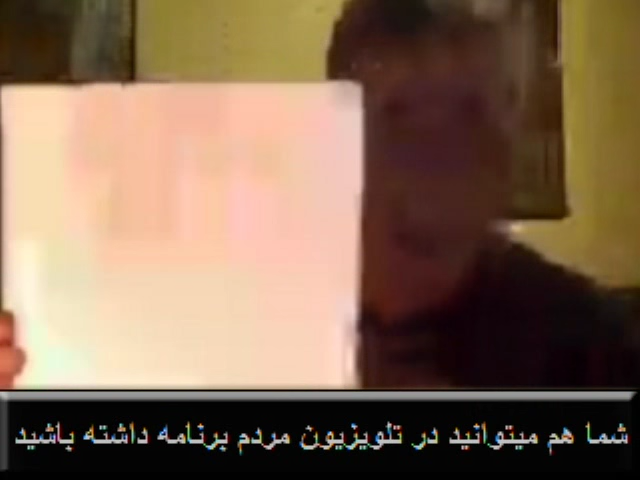 شما هم میتوانید در تلویزیون مردم برنامه داشته باشید